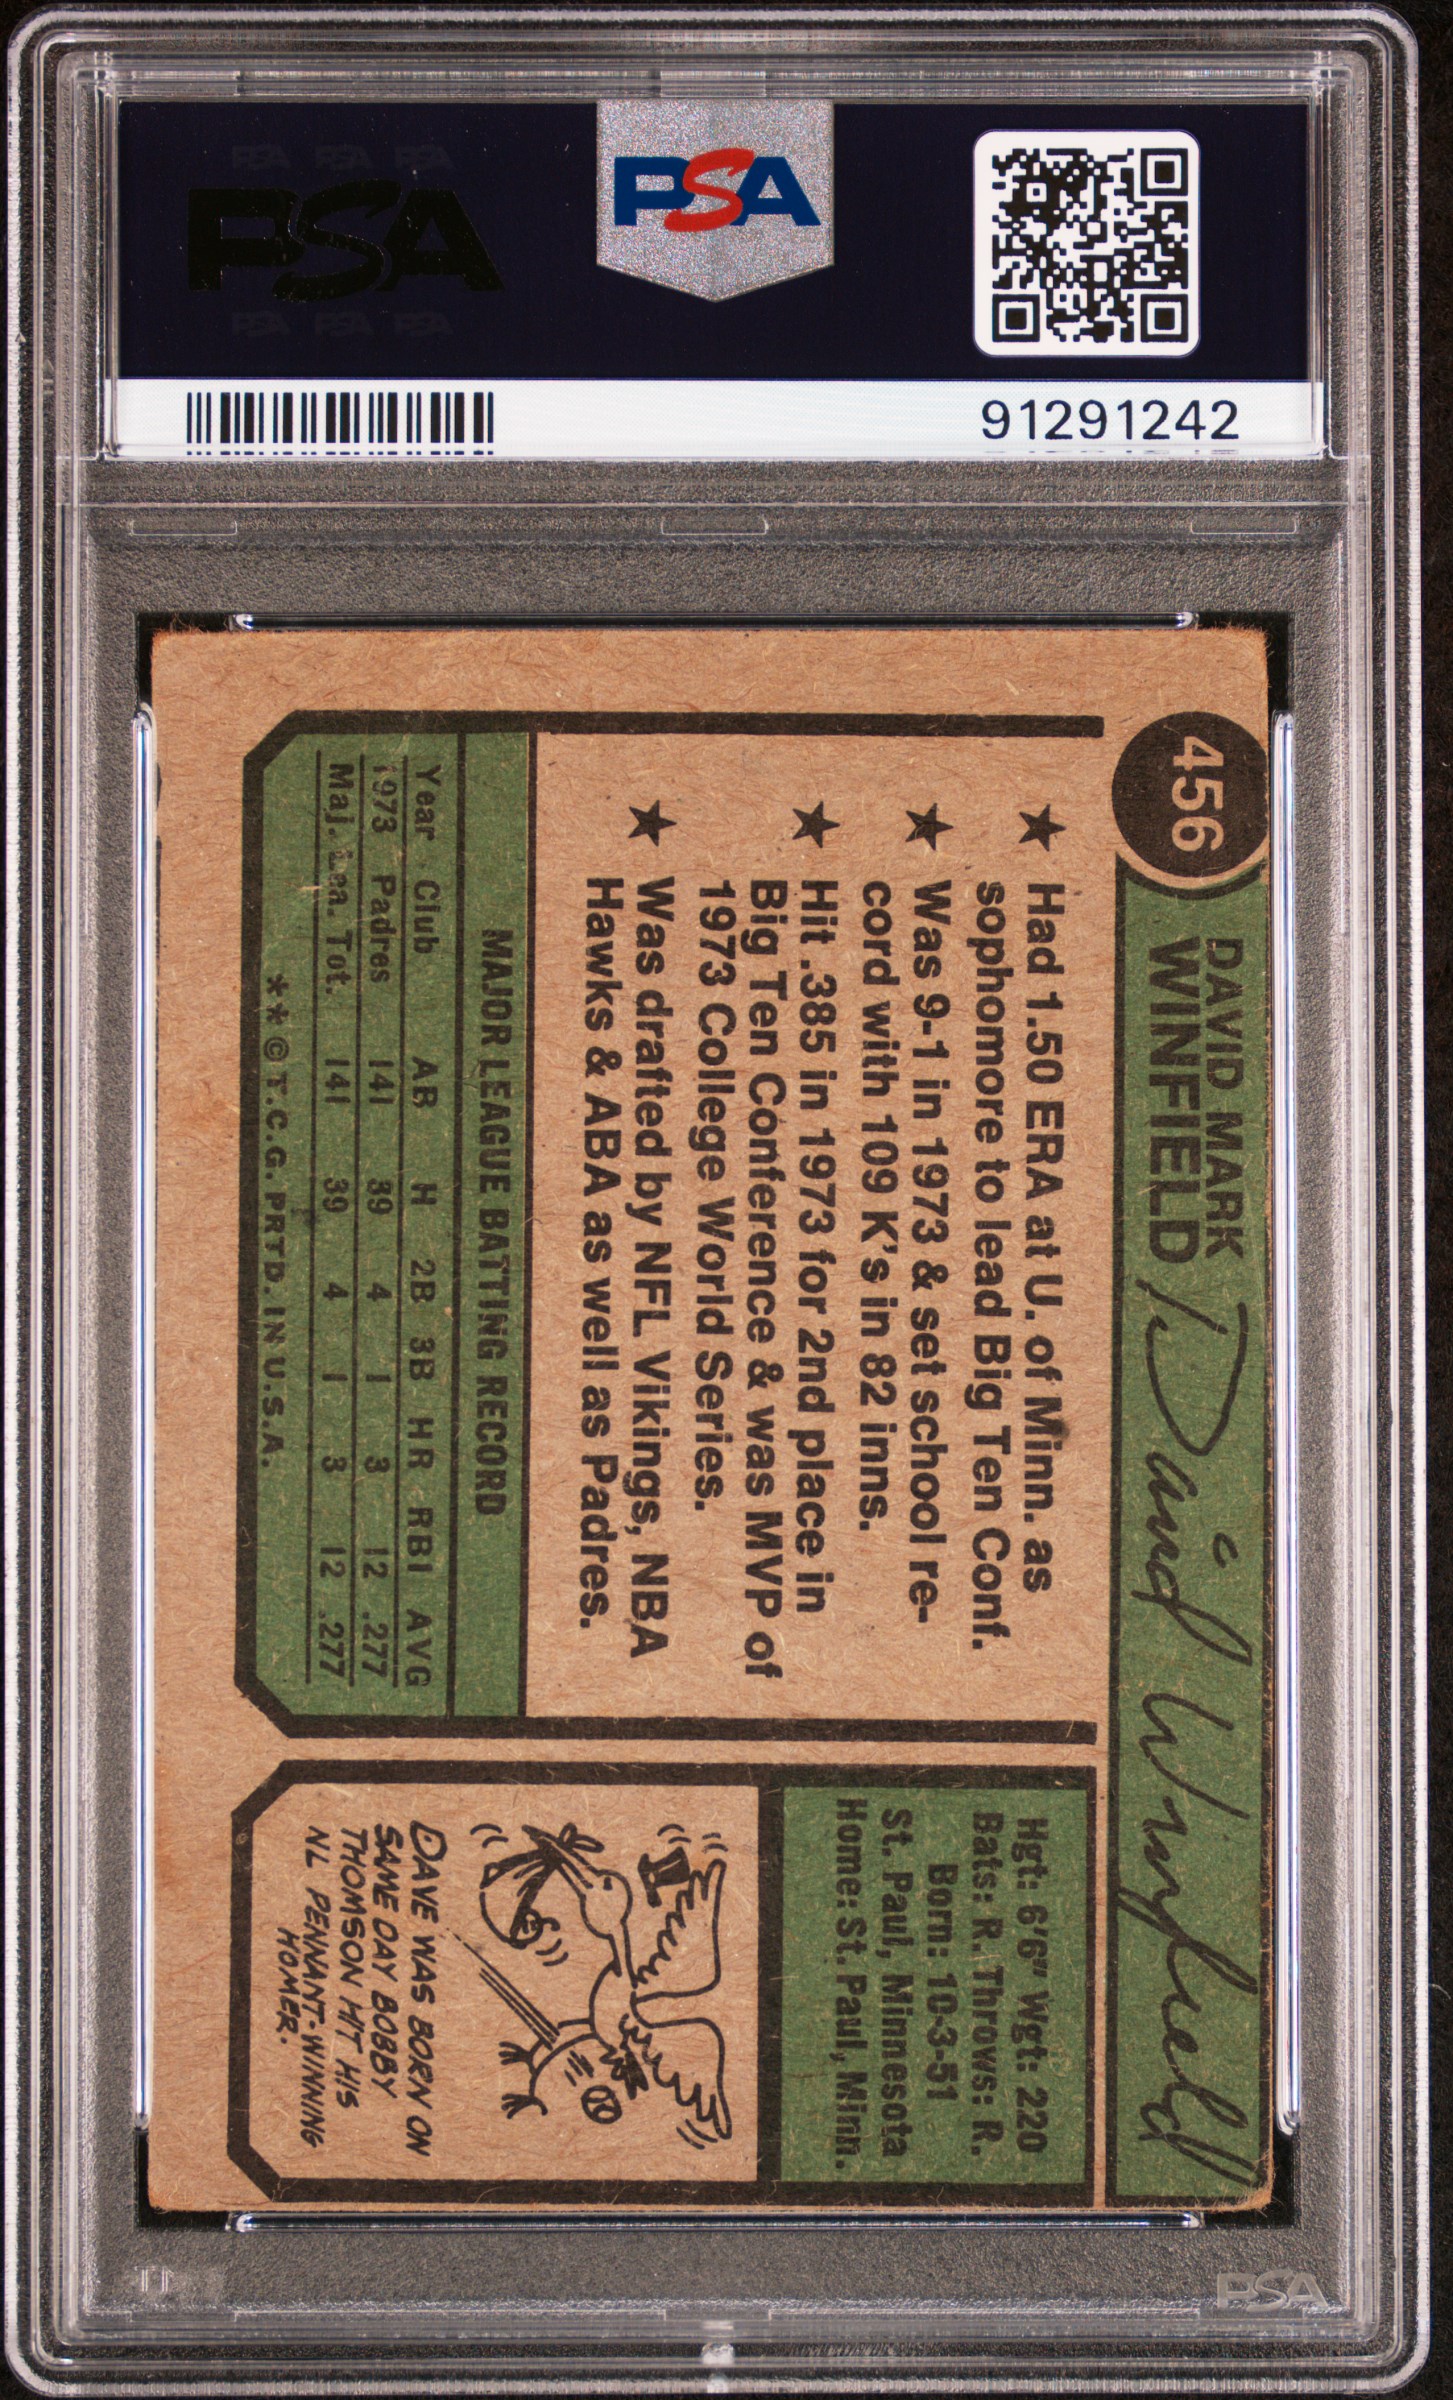 PSA PSA PSA
PSA
PSA PSA PSA
PSA
91291242
456
DAVID MARK
WINFIELD
David Winfield
★ Had 1.50 ERA at U. of Minn. as
sophomore to lead Big Ten Conf.
★ Was 9-1 in 1973 & set school re-
cord with 109 K's in 82 inns.
★ Hit .385 in 1973 for 2nd place in
Big Ten Conference & was MVP of
1973 College World Series.
★ Was drafted by NFL Vikings, NBA
Hawks & ABA as well as Padres.
MAJOR LEAGUE BATTING RECORD
Year Club AB H 2B 3B HR RBI AVG
1973 Padres 141 39 4 1 3 12 .277
Maj. Lea. Tot. 141 39 4 1 3 12 .277
**© T.C.G. PRTD. IN U.S.A.
Hgt: 6'6" Wgt: 220
Bats: R. Throws: R.
Born: 10-3-51
St. Paul, Minnesota
Home: St. Paul, Minn.
DAVE WAS BORN ON
SAME DAY BOBBY
THOMSON HIT HIS
NL PENNANT-WINNING
HOMER.
PSA